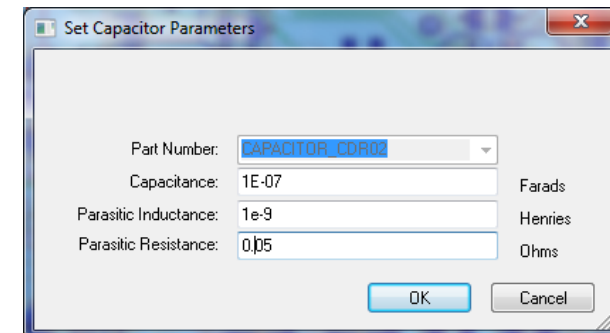 Set Capacitor Parameters
Part Number: CAPACITOR_CDR02
Capacitance: 1E-07 Farads
Parasitic Inductance: 1e-9 Henries
Parasitic Resistance: 0.05 Ohms
OK Cancel